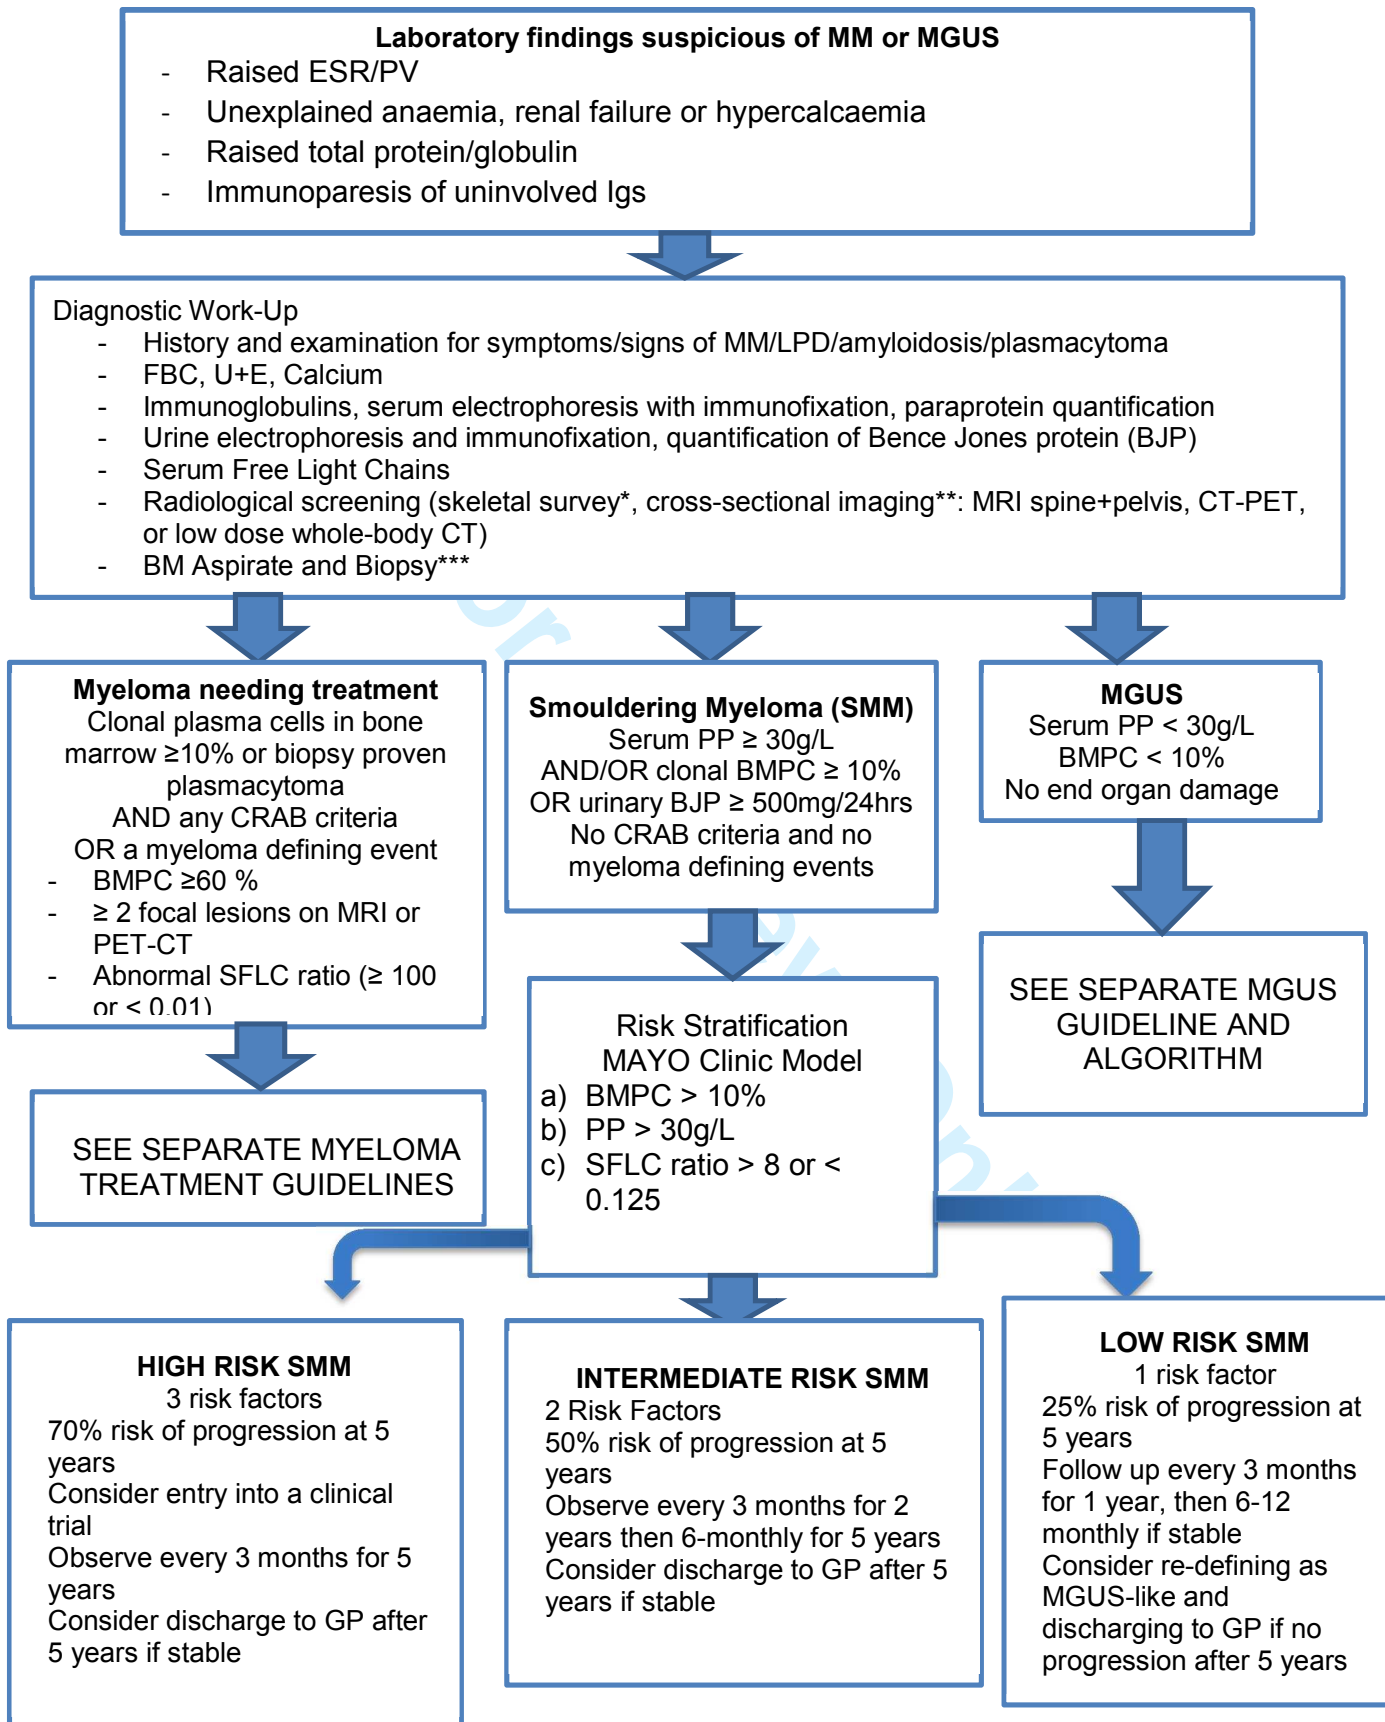 Laboratory findings suspicious of MM or MGUS
- Raised ESR/PV
- Unexplained anaemia, renal failure or hypercalcaemia
- Raised total protein/globulin
- Immunoparesis of uninvolved Igs
Diagnostic Work-Up
- History and examination for symptoms/signs of MM/LPD/amyloidosis/plasmacytoma
- FBC, U+E, Calcium
- Immunoglobulins, serum electrophoresis with immunofixation, paraprotein quantification
- Urine electrophoresis and immunofixation, quantification of Bence Jones protein (BJP)
- Serum Free Light Chains
- Radiological screening (skeletal survey*, cross-sectional imaging**: MRI spine+pelvis, CT-PET,
or low dose whole-body CT)
- BM Aspirate and Biopsy***
Myeloma needing treatment
Clonal plasma cells in bone
marrow ≥10% or biopsy proven
plasmacytoma
AND any CRAB criteria
OR a myeloma defining event
- BMPC ≥60 %
- ≥ 2 focal lesions on MRI or
PET-CT
- Abnormal SFLC ratio (≥ 100
or < 0.01)
SEE SEPARATE MYELOMA
TREATMENT GUIDELINES
Smouldering Myeloma (SMM)
Serum PP ≥ 30g/L
AND/OR clonal BMPC ≥ 10%
OR urinary BJP ≥ 500mg/24hrs
No CRAB criteria and no
myeloma defining events
MGUS
Serum PP < 30g/L
BMPC < 10%
No end organ damage
SEE SEPARATE MGUS
GUIDELINE AND
ALGORITHM
Risk Stratification
MAYO Clinic Model
a) BMPC > 10%
b) PP > 30g/L
c) SFLC ratio > 8 or <
0.125
HIGH RISK SMM
3 risk factors
70% risk of progression at 5
years
Consider entry into a clinical
trial
Observe every 3 months for 5
years
Consider discharge to GP after
5 years if stable
INTERMEDIATE RISK SMM
2 Risk Factors
50% risk of progression at 5
years
Observe every 3 months for 2
years then 6-monthly for 5 years
Consider discharge to GP after 5
years if stable
LOW RISK SMM
1 risk factor
25% risk of progression at
5 years
Follow up every 3 months
for 1 year, then 6-12
monthly if stable
Consider re-defining as
MGUS-like and
discharging to GP if no
progression after 5 years